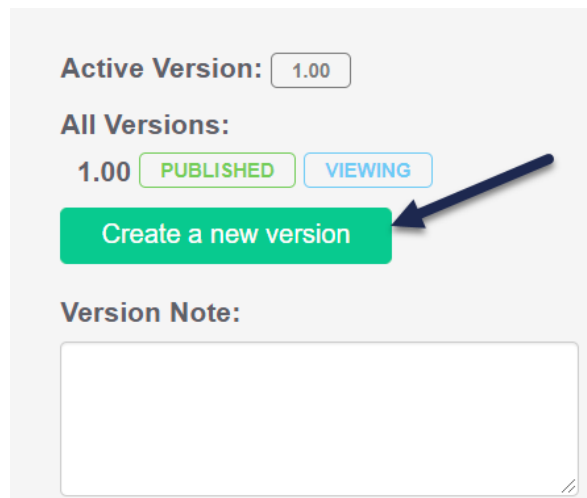 Active Version: 1.00
All Versions:
1.00 PUBLISHED VIEWING
Create a new version
Version Note: